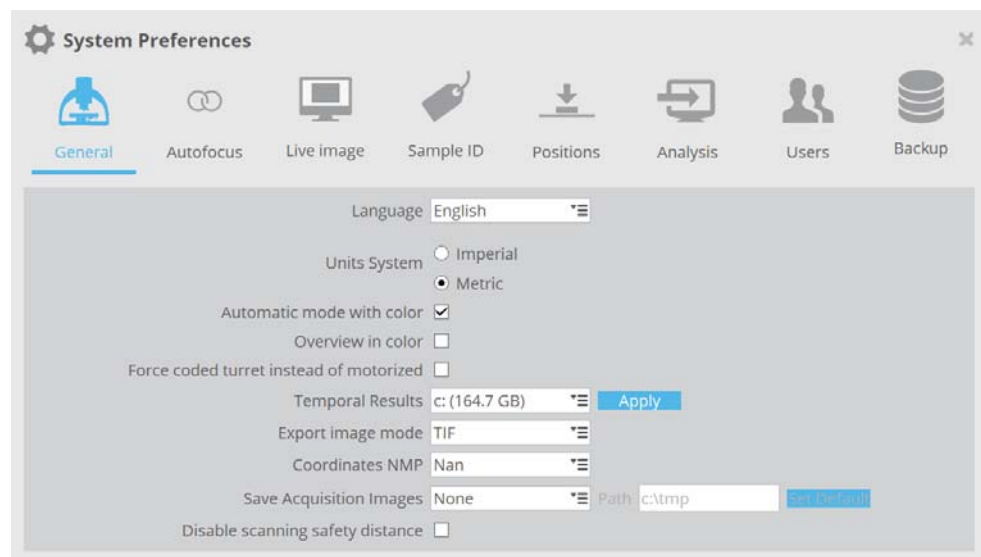 System Preferences
General Autofocus Live image Sample ID Positions Analysis Users Backup
Language English
Units System
Imperial
Metric
Automatic mode with color
Overview in color
Force coded turret instead of motorized
Temporal Results c: (164.7 GB) Apply
Export image mode TIF
Coordinates NMP Nan
Save Acquisition Images None Path c:\tmp Set Default
Disable scanning safety distance